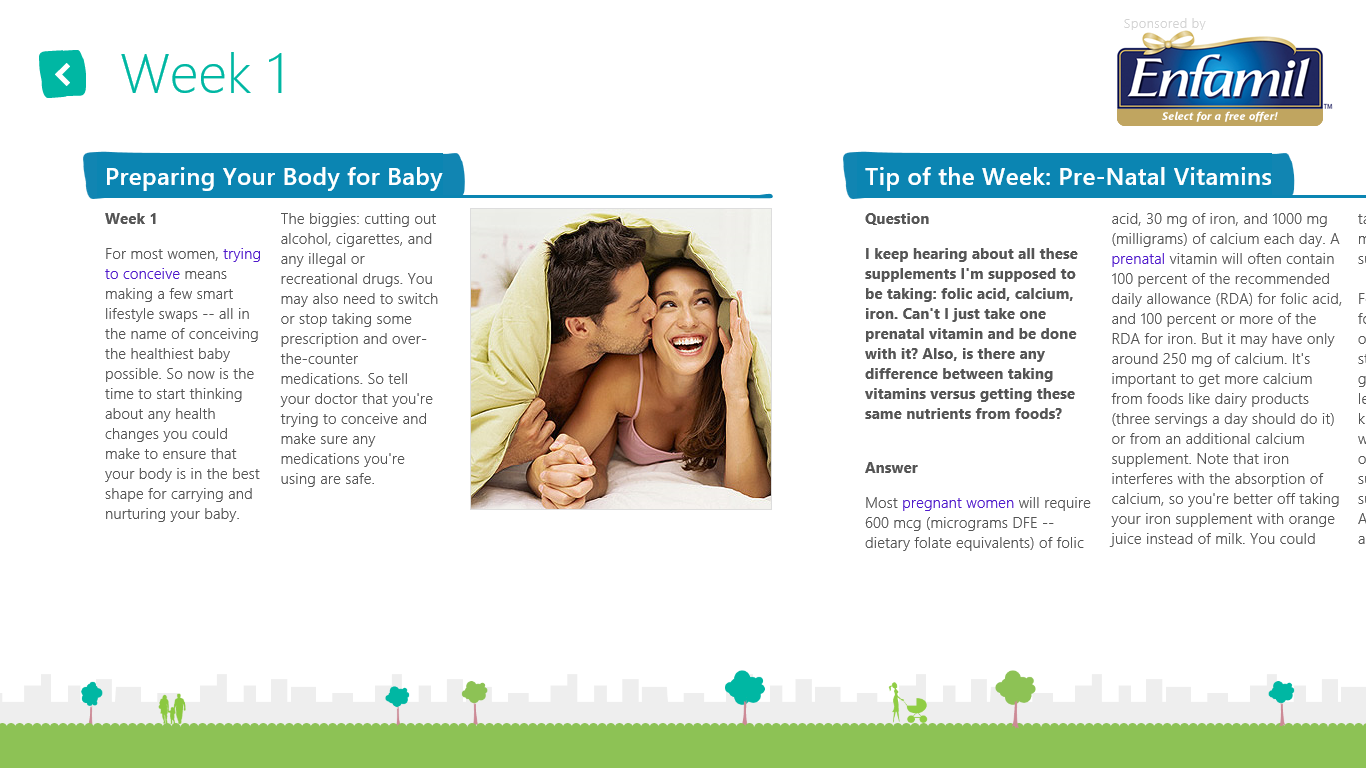 Sponsored by
Week 1
Enfamil
TM
Select for a free offer!
Preparing Your Body for Baby
Week 1
For most women, trying
to conceive means
making a few smart
lifestyle swaps -- all in
the name of conceiving
the healthiest baby
possible. So now is the
time to start thinking
about any health
changes you could
make to ensure that
your body is in the best
shape for carrying and
nurturing your baby.
The biggies: cutting out
alcohol, cigarettes, and
any illegal or
recreational drugs. You
may also need to switch
or stop taking some
prescription and over-
the-counter
medications. So tell
your doctor that you're
trying to conceive and
make sure any
medications you're
using are safe.
Tip of the Week: Pre-Natal Vitamins
Question
I keep hearing about all these
supplements I'm supposed to
be taking: folic acid, calcium,
iron. Can't I just take one
prenatal vitamin and be done
with it? Also, is there any
difference between taking
vitamins versus getting these
same nutrients from foods?
Answer
Most pregnant women will require
600 mcg (micrograms DFE --
dietary folate equivalents) of folic
acid, 30 mg of iron, and 1000 mg
(milligrams) of calcium each day. A
prenatal vitamin will often contain
100 percent of the recommended
daily allowance (RDA) for folic acid,
and 100 percent or more of the
RDA for iron. But it may have only
around 250 mg of calcium. It's
important to get more calcium
from foods like dairy products
(three servings a day should do it)
or from an additional calcium
supplement. Note that iron
interferes with the absorption of
calcium, so you're better off taking
your iron supplement with orange
juice instead of milk. You could